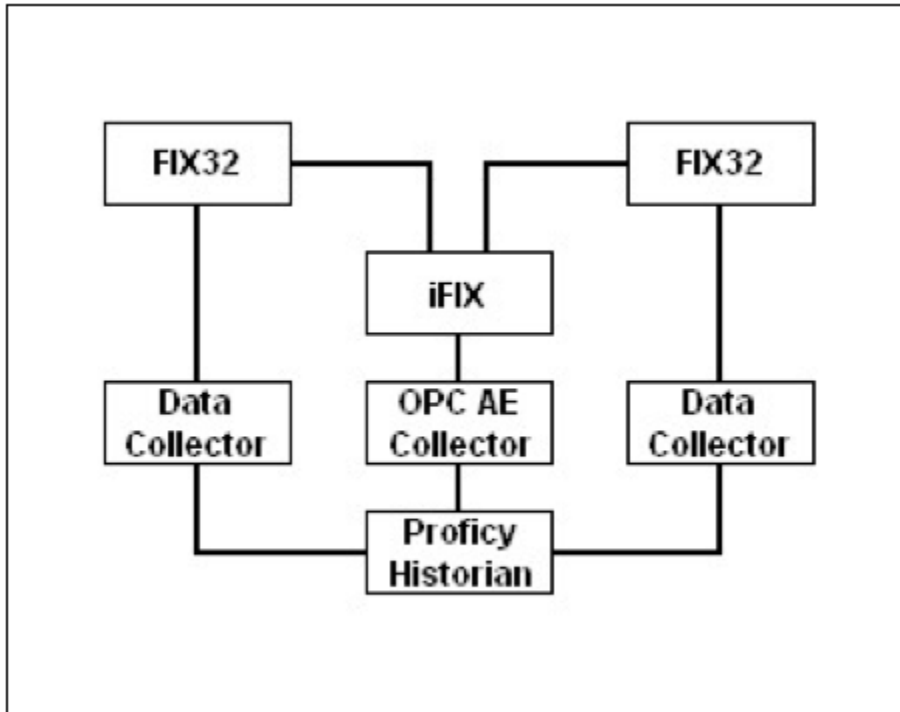 FIX32
FIX32
iFIX
Data
Collector
OPC AE
Collector
Data
Collector
Proficy
Historian